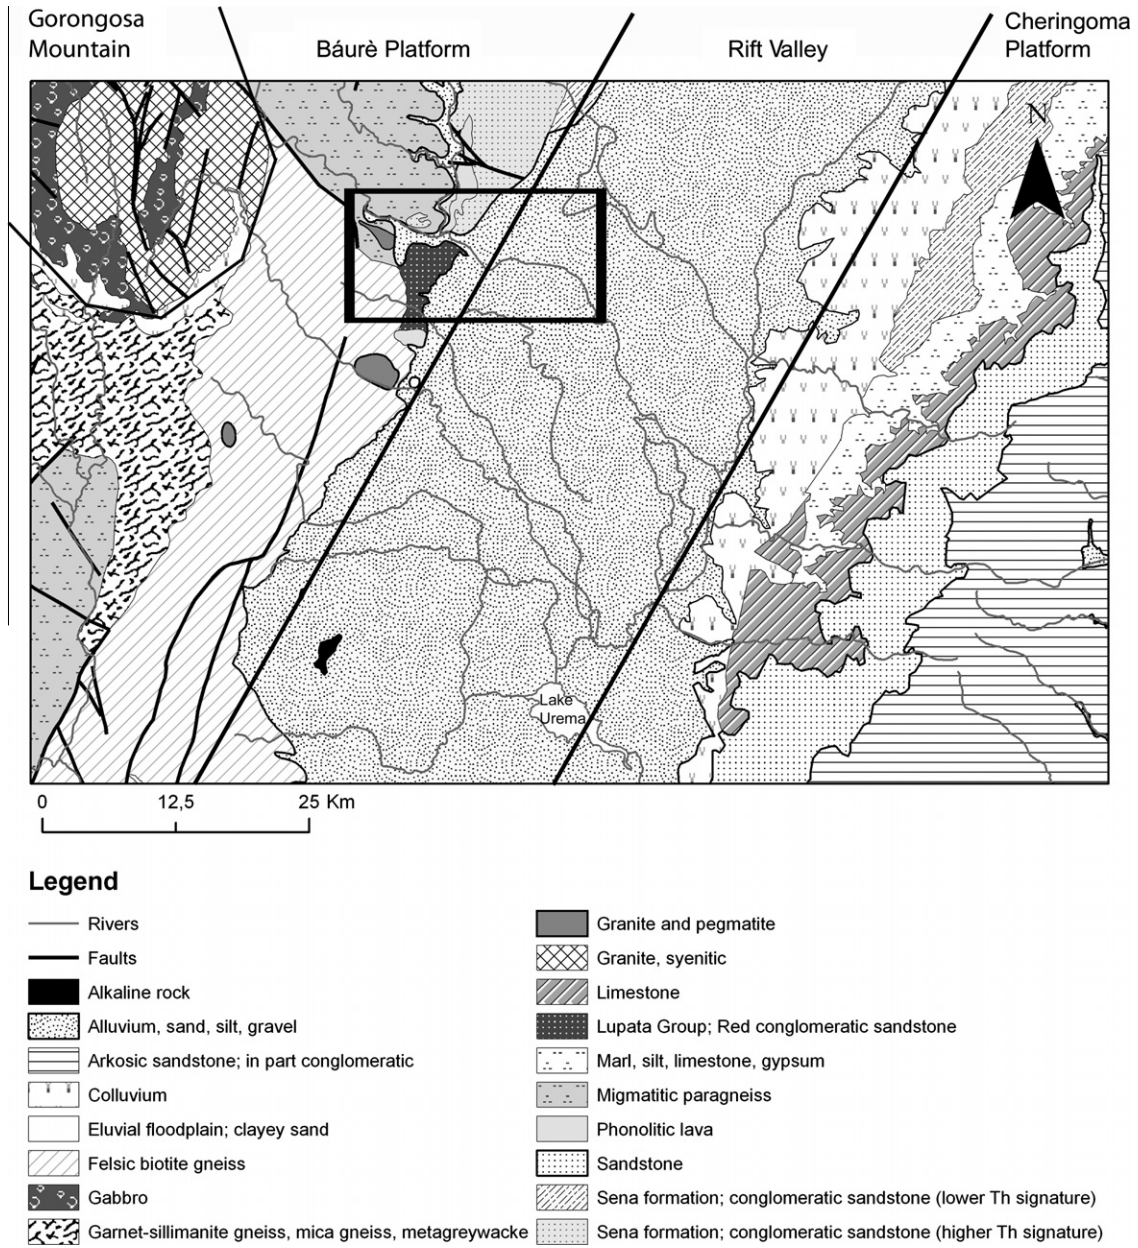 Gorongosa
Mountain
Báurè Platform
Rift Valley
Cheringoma
Platform
N
Lake
Urema
0 12,5 25 Km
Legend
Rivers
Faults
Alkaline rock
Alluvium, sand, silt, gravel
Arkosic sandstone; in part conglomeratic
Colluvium
Eluvial floodplain; clayey sand
Felsic biotite gneiss
Gabbro
Garnet-sillimanite gneiss, mica gneiss, metagreywacke
Granite and pegmatite
Granite, syenitic
Limestone
Lupata Group; Red conglomeratic sandstone
Marl, silt, limestone, gypsum
Migmatitic paragneiss
Phonolitic lava
Sandstone
Sena formation; conglomeratic sandstone (lower Th signature)
Sena formation; conglomeratic sandstone (higher Th signature)